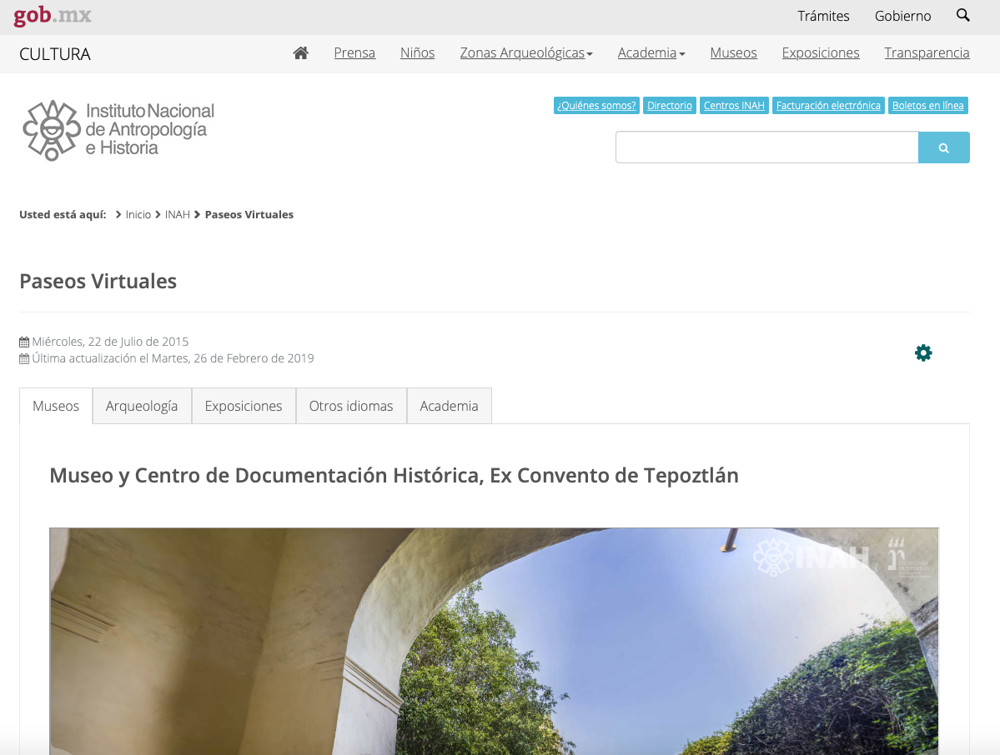 gob.mx
Trámites Gobierno
CULTURA
Prensa Niños Zonas Arqueológicas Academia Museos Exposiciones Transparencia
Instituto Nacional
de Antropología
e Historia
¿Quiénes somos? Directorio Centros INAH Facturación electrónica Boletos en línea
Usted está aquí: Inicio INAH Paseos Virtuales
Paseos Virtuales
Miércoles, 22 de Julio de 2015
Última actualización el Martes, 26 de Febrero de 2019
Museos Arqueología Exposiciones Otros idiomas Academia
Museo y Centro de Documentación Histórica, Ex Convento de Tepoztlán
INAH